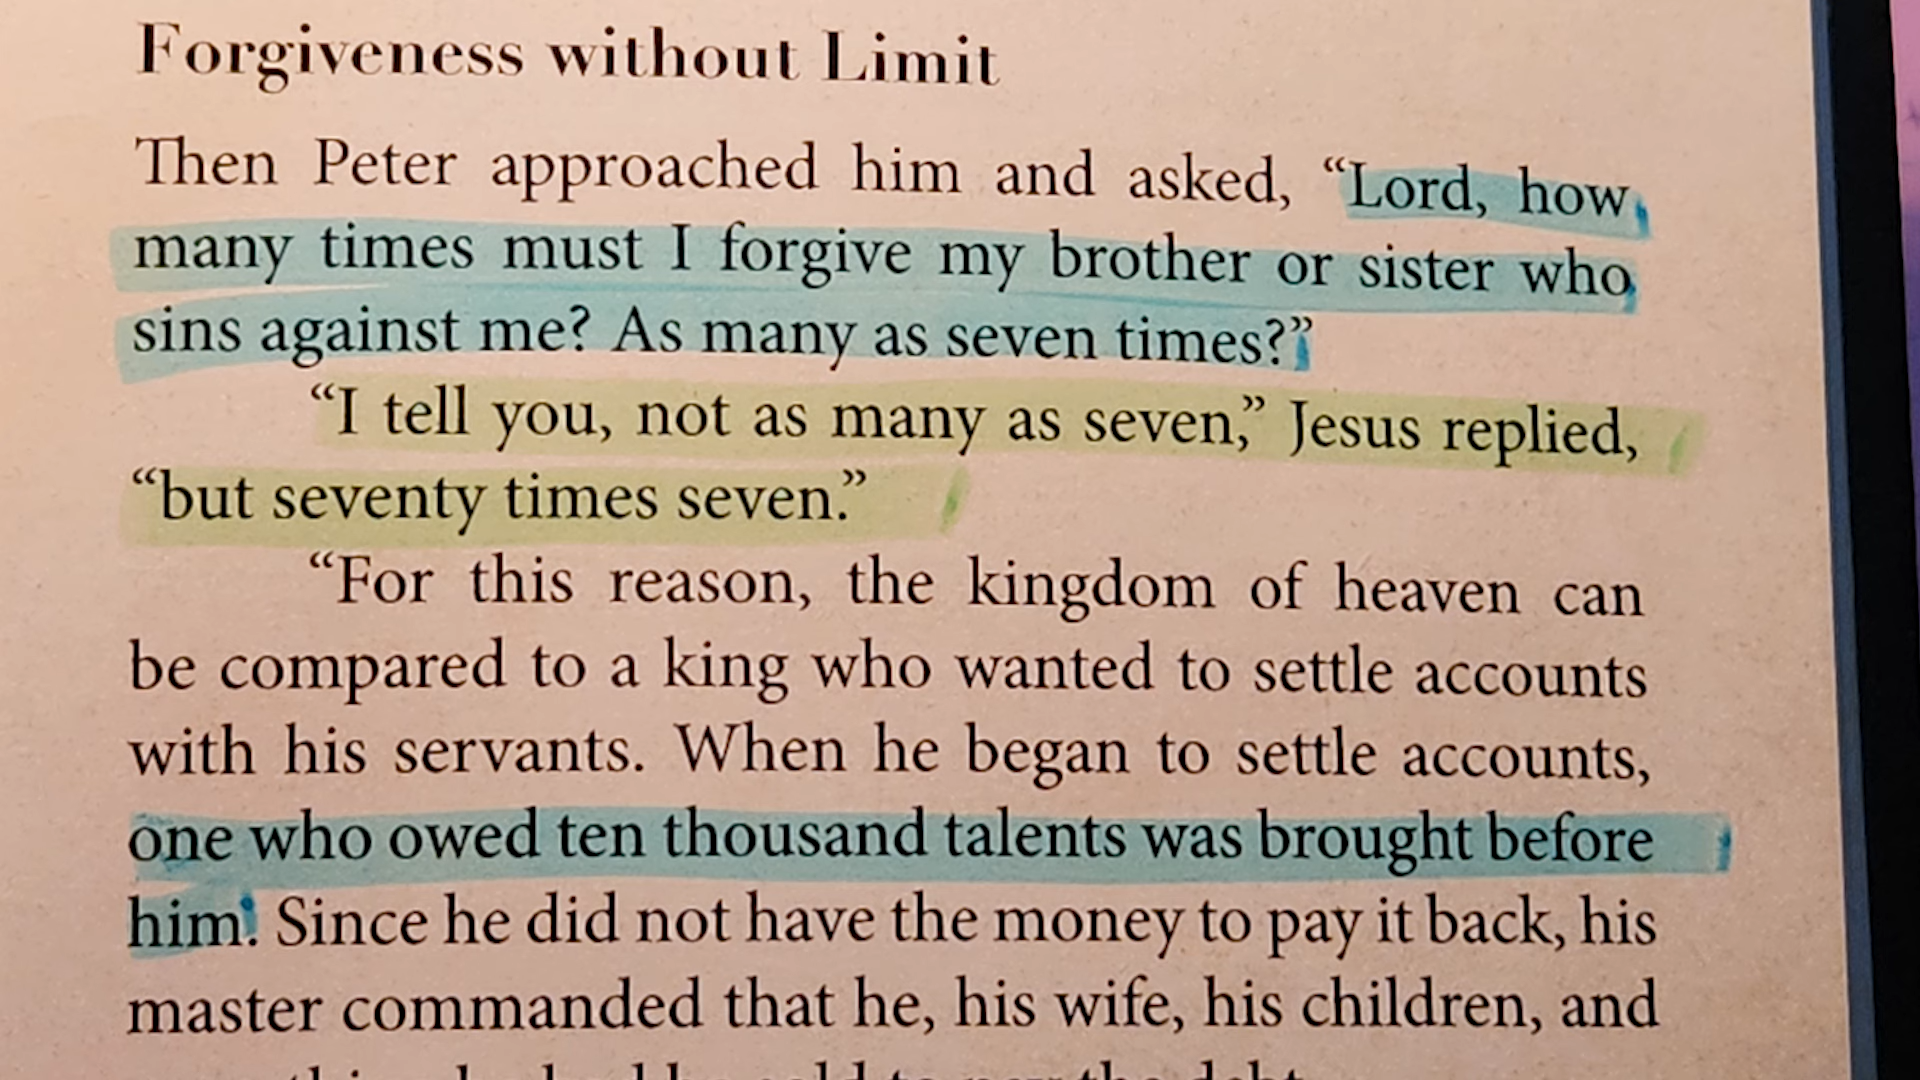 Forgiveness without Limit
Then Peter approached him and asked, “Lord, how
many times must I forgive my brother or sister who
sins against me? As many as seven times?”
“I tell you, not as many as seven,” Jesus replied,
“but seventy times seven.”
“For this reason, the kingdom of heaven can
be compared to a king who wanted to settle accounts
with his servants. When he began to settle accounts,
one who owed ten thousand talents was brought before
him. Since he did not have the money to pay it back, his
master commanded that he, his wife, his children, and
to pay the debt.